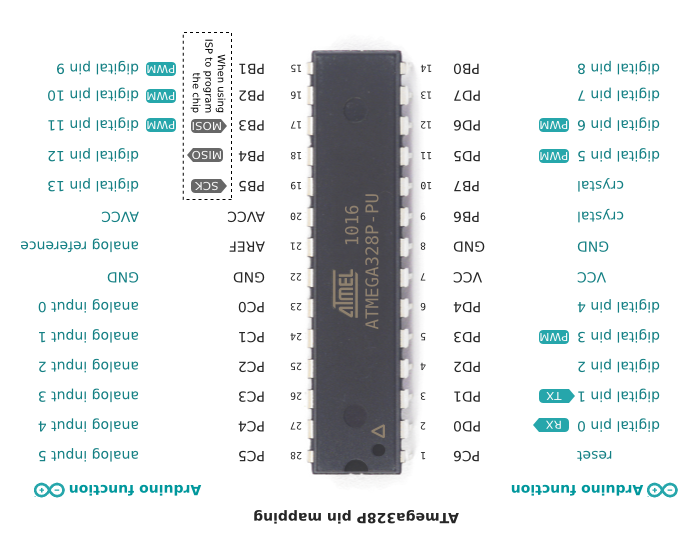 ATmega328P pin mapping
Arduino function Arduino function
reset PC6 1 28 PC5 analog input 5
digital pin 0 RX PD0 2 27 PC4 analog input 4
digital pin 1 TX PD1 3 26 PC3 analog input 3
digital pin 2 PD2 4 25 PC2 analog input 2
digital pin 3 PWM PD3 5 24 PC1 analog input 1
digital pin 4 PD4 6 23 PC0 analog input 0
VCC VCC 7 22 GND GND
GND GND 8 21 AREF analog reference
crystal PB6 9 20 AVCC AVCC
crystal PB7 10 19 PB5 SCK digital pin 13
digital pin 5 PWM PD5 11 18 PB4 MISO digital pin 12
digital pin 6 PWM PD6 12 17 PB3 MOSI PWM digital pin 11
digital pin 7 PD7 13 16 PB2 PWM digital pin 10
digital pin 8 PB0 14 15 PB1 PWM digital pin 9
When using
ISP to program
the chip
ATMEL 1016
ATMEGA328P-PU